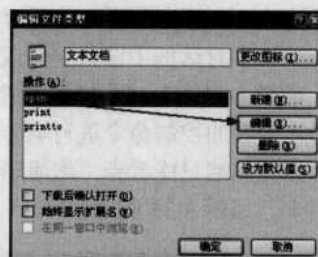 编辑文件类型
文本文档
更改图标(I)...
操作(A):
open
新建(N)...
print
编辑(E)...
printto
删除(R)
设为默认值(S)
下载后确认打开(O)
始终显示扩展名(W)
在同一窗口中浏览(B)
确定
取消